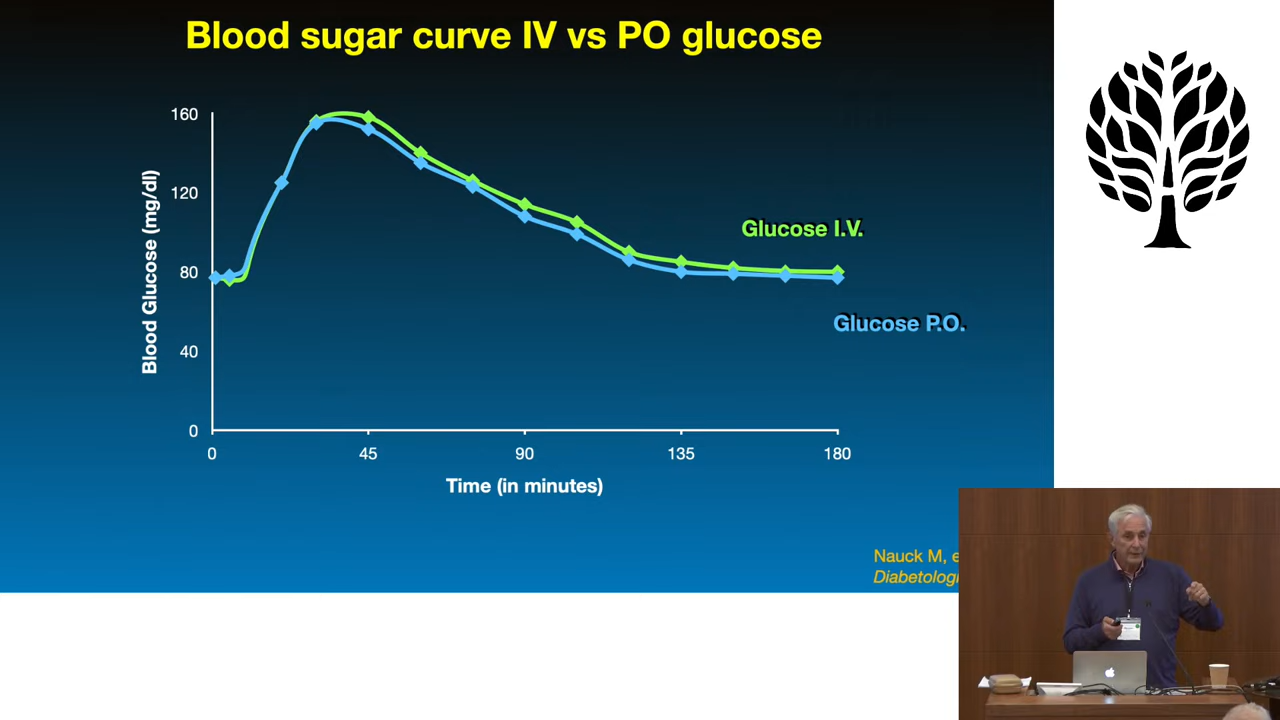 Blood sugar curve IV vs PO glucose
160
120
80
40
0
Blood Glucose (mg/dl)
0 45 90 135 180
Time (in minutes)
Glucose I.V.
Glucose P.O.
Nauck M,